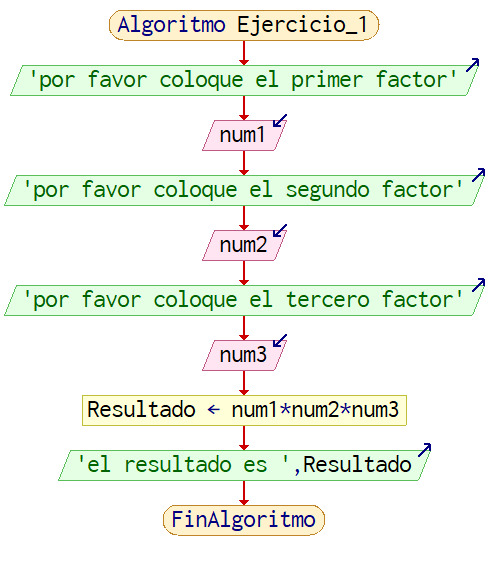 Algoritmo Ejercicio_1
'por favor coloque el primer factor'
num1
'por favor coloque el segundo factor'
num2
'por favor coloque el tercero factor'
num3
Resultado ← num1*num2*num3
'el resultado es ',Resultado
FinAlgoritmo